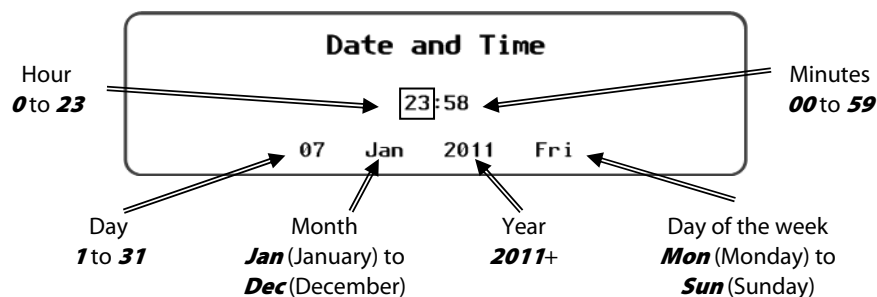 Date and Time
Hour
0 to 23
23:58
Minutes
00 to 59
07 Jan 2011 Fri
Day
1 to 31
Month
Jan (January) to
Dec (December)
Year
2011+
Day of the week
Mon (Monday) to
Sun (Sunday)